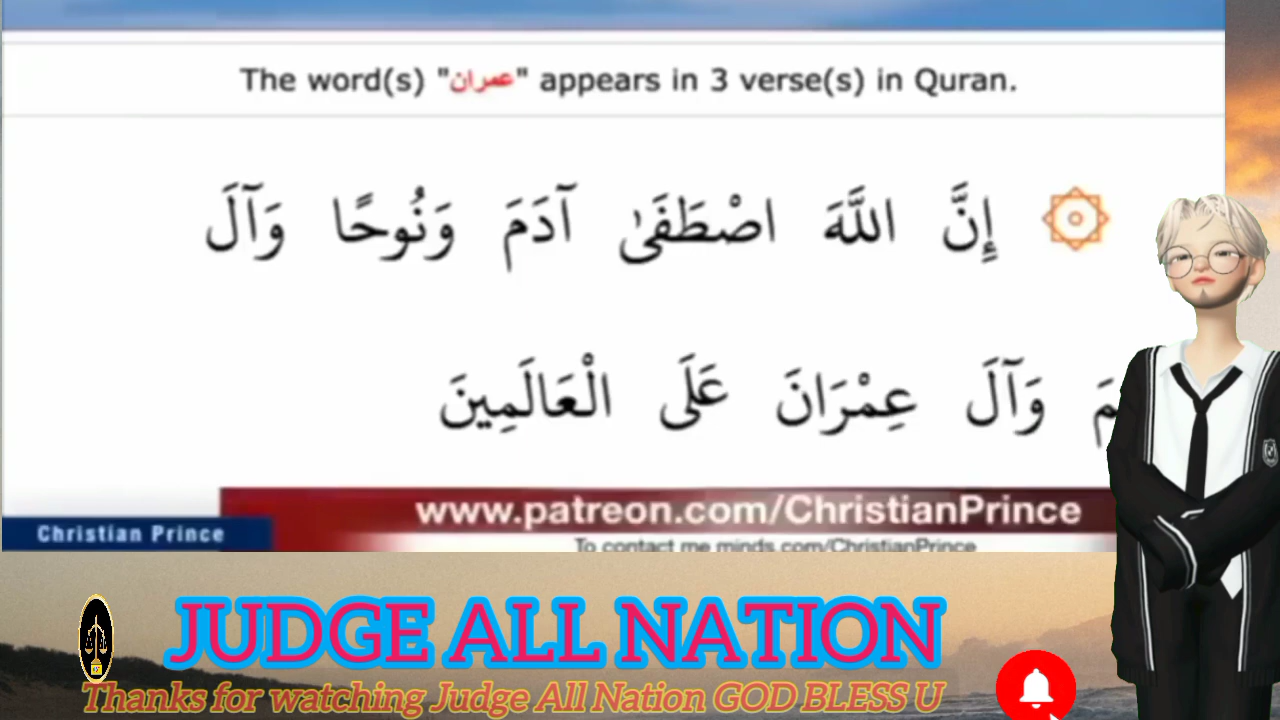 The word(s) "عمران" appears in 3 verse(s) in Quran.
إِنَّ اللَّهَ اصْطَفَىٰ آدَمَ وَنُوحًا وَآلَ
مَ وَآلَ عِمْرَانَ عَلَى الْعَالَمِينَ
www.patreon.com/ChristianPrince
Christian Prince
To contact me minds.com/ChristianPrince
JUDGE ALL NATION
Thanks for watching Judge All Nation GOD BLESS U